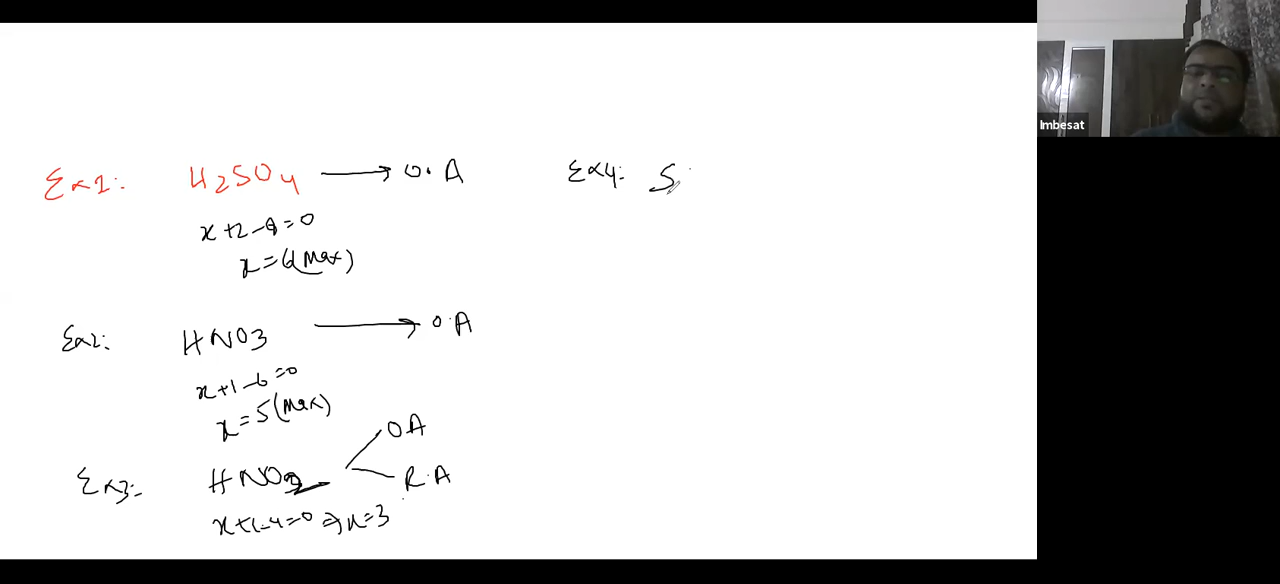 Ex1: H2SO4 → O.A
x+2-8=0
x=6(Max)
Ex2: HNO3 → O.A
x+1-6=0
x=5(Max)
Ex3:- HNO2 OA
R.A
x+1-4=0 ⇒ x=3
Ex4: S
Imbesat